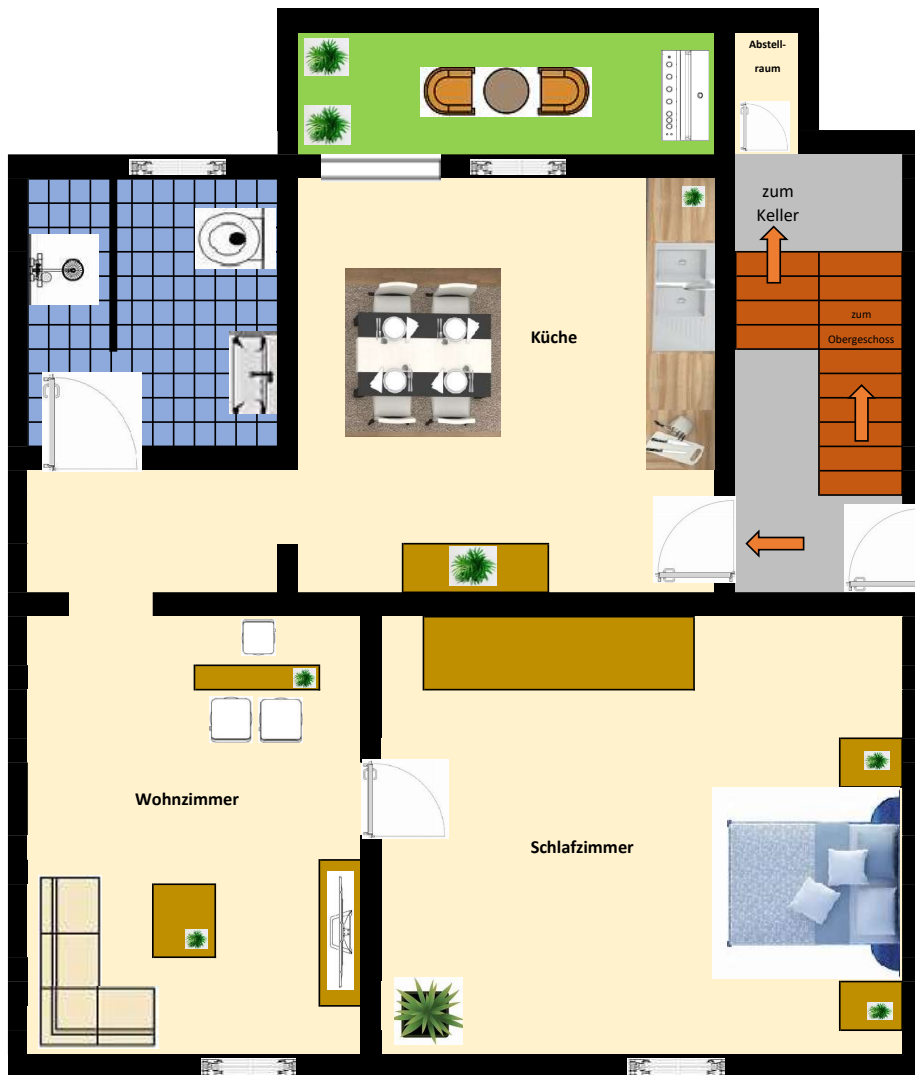 Abstell-
raum
zum
Keller
zum
Obergeschoss
Küche
Wohnzimmer
Schlafzimmer